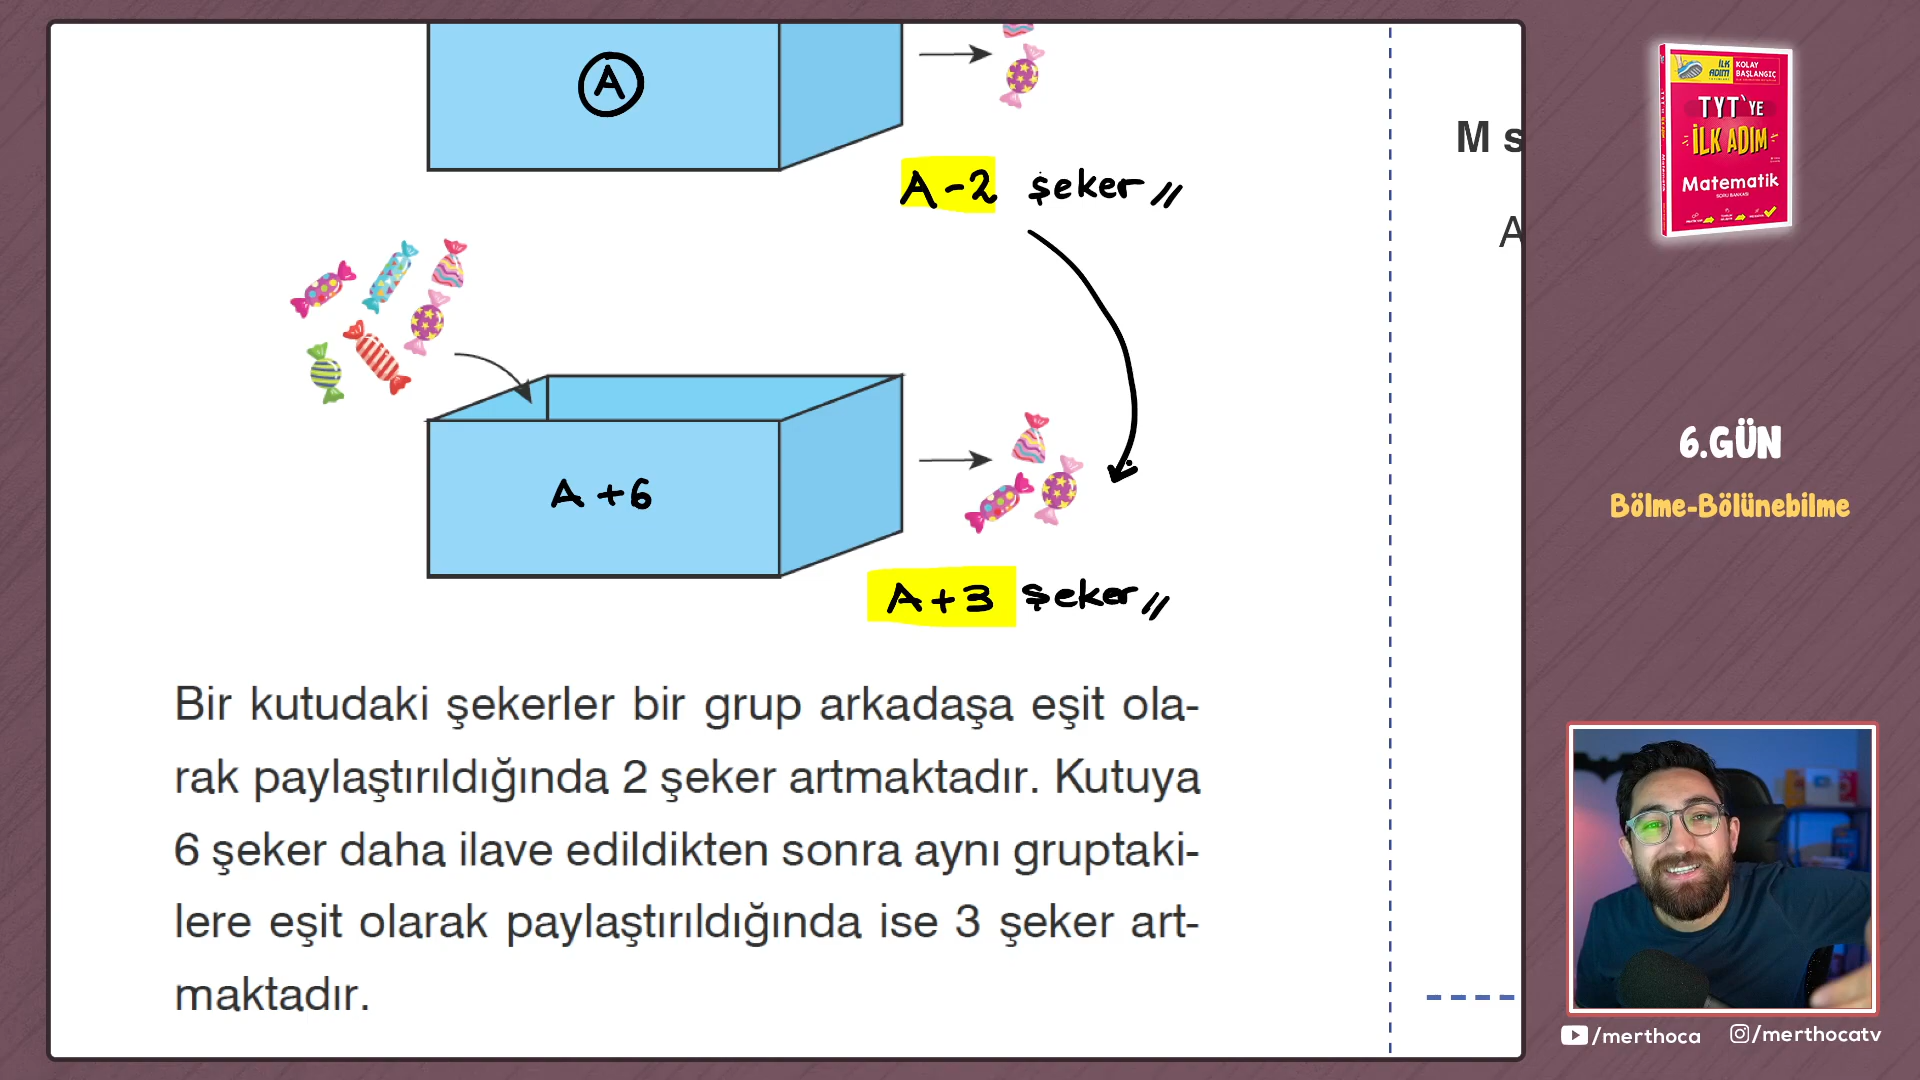 A
A-2 şeker //
A+6
A+3 şeker //
Bir kutudaki şekerler bir grup arkadaşa eşit ola-
rak paylaştırıldığında 2 şeker artmaktadır. Kutuya
6 şeker daha ilave edildikten sonra aynı gruptaki-
lere eşit olarak paylaştırıldığında ise 3 şeker art-
maktadır.
M s
A
İLK ADIM
KOLAY
BAŞLANGIÇ
TYT'YE
İLK ADIM
Matematik
SORU BANKASI
6.GÜN
Bölme-Bölünebilme
/merthoca
/merthocatv